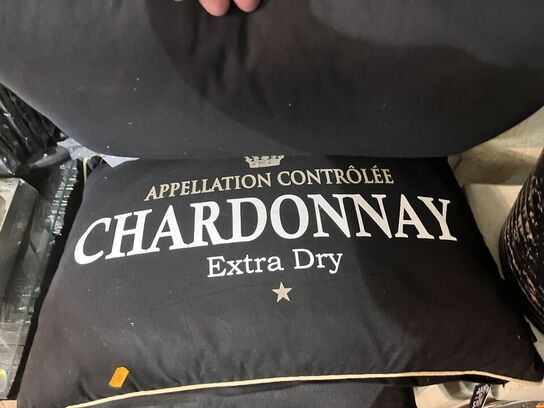 APPELLATION CONTRÔLÉE
CHARDONNAY
Extra Dry